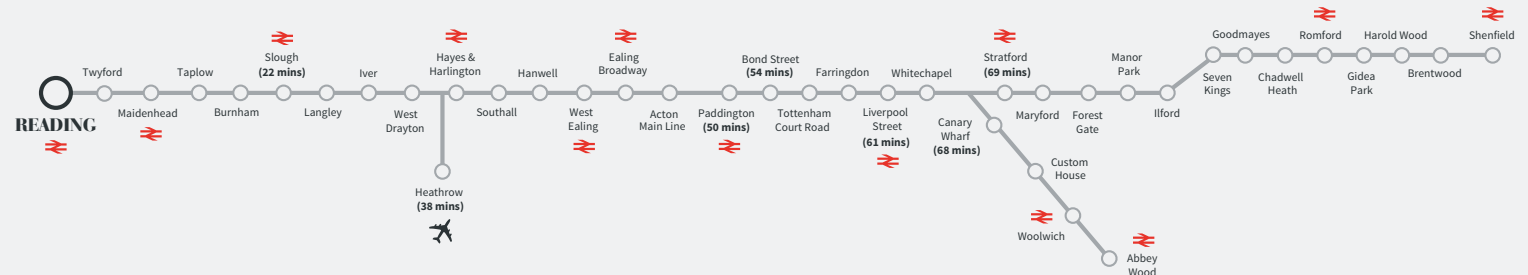 READING
Twyford
Maidenhead
Taplow
Burnham
Slough
(22 mins)
Langley
Iver
West
Drayton
Heathrow
(38 mins)
Hayes &
Harlington
Southall
Hanwell
West
Ealing
Ealing
Broadway
Acton
Main Line
Paddington
(50 mins)
Bond Street
(54 mins)
Tottenham
Court Road
Farringdon
Liverpool
Street
(61 mins)
Whitechapel
Canary
Wharf
(68 mins)
Custom
House
Woolwich
Abbey
Wood
Stratford
(69 mins)
Maryford
Forest
Gate
Manor
Park
Ilford
Seven
Kings
Goodmayes
Chadwell
Heath
Romford
Gidea
Park
Harold Wood
Brentwood
Shenfield